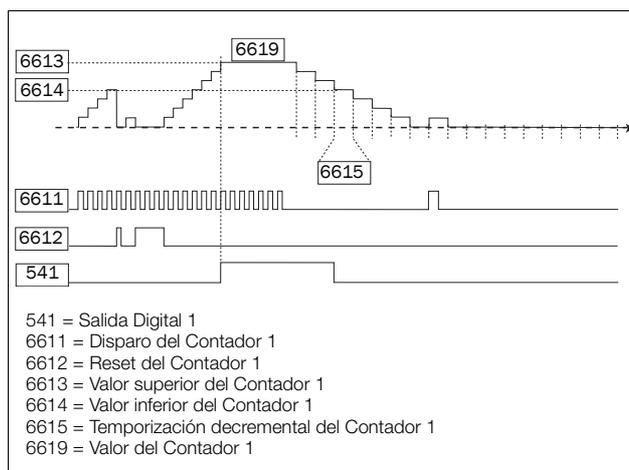 6619
6613
6614
6615
6611
6612
541
541 = Salida Digital 1
6611 = Disparo del Contador 1
6612 = Reset del Contador 1
6613 = Valor superior del Contador 1
6614 = Valor inferior del Contador 1
6615 = Temporización decremental del Contador 1
6619 = Valor del Contador 1